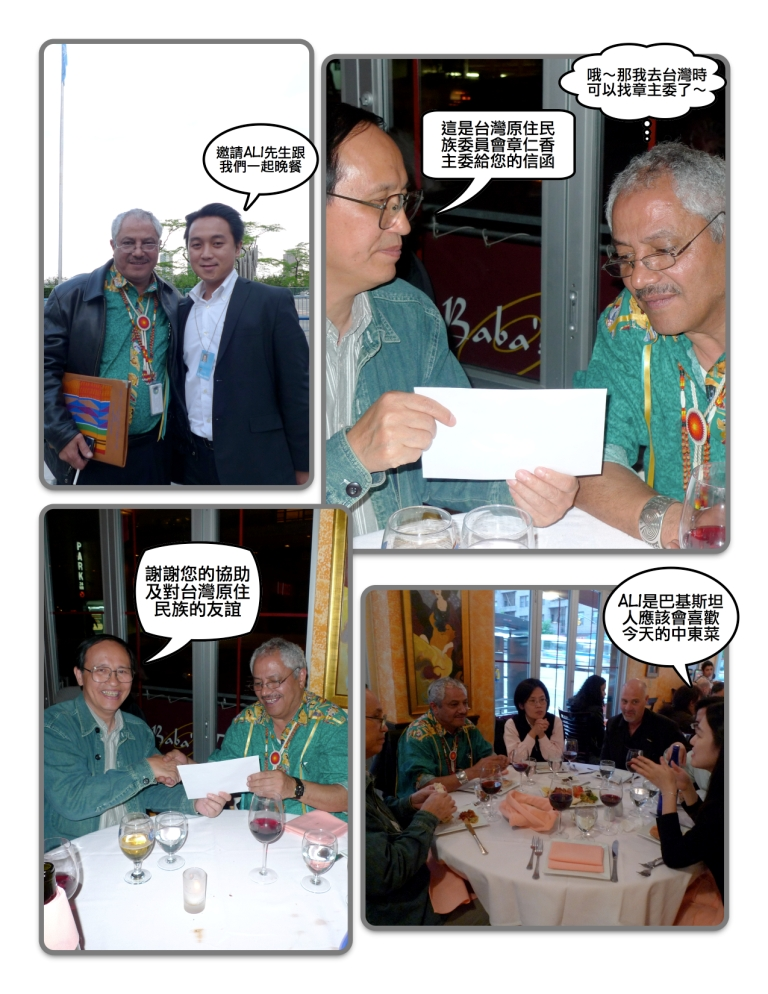 邀請ALI先生跟
我們一起晚餐
哦～那我去台灣時
可以找章主委了～
這是台灣原住民
族委員會章仁香
主委給您的信函
Baba'
謝謝您的協助
及對台灣原住
民族的友誼
PARK
Baba'
ALI是巴基斯坦
人應該會喜歡
今天的中東菜